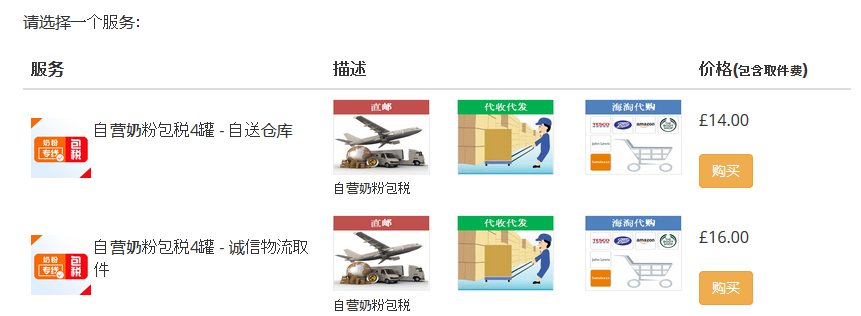 请选择一个服务:
服务 描述 价格(包含取件费)
奶粉 专线 包税
自营奶粉包税4罐 - 自送仓库
直邮 代收代发 海淘代购
TESCO Boots amazon
John Lewis
Sainsbury's
自营奶粉包税
£14.00
购买
奶粉 专线 包税
自营奶粉包税4罐 - 诚信物流取
件
直邮 代收代发 海淘代购
TESCO Boots amazon
John Lewis
Sainsbury's
自营奶粉包税
£16.00
购买